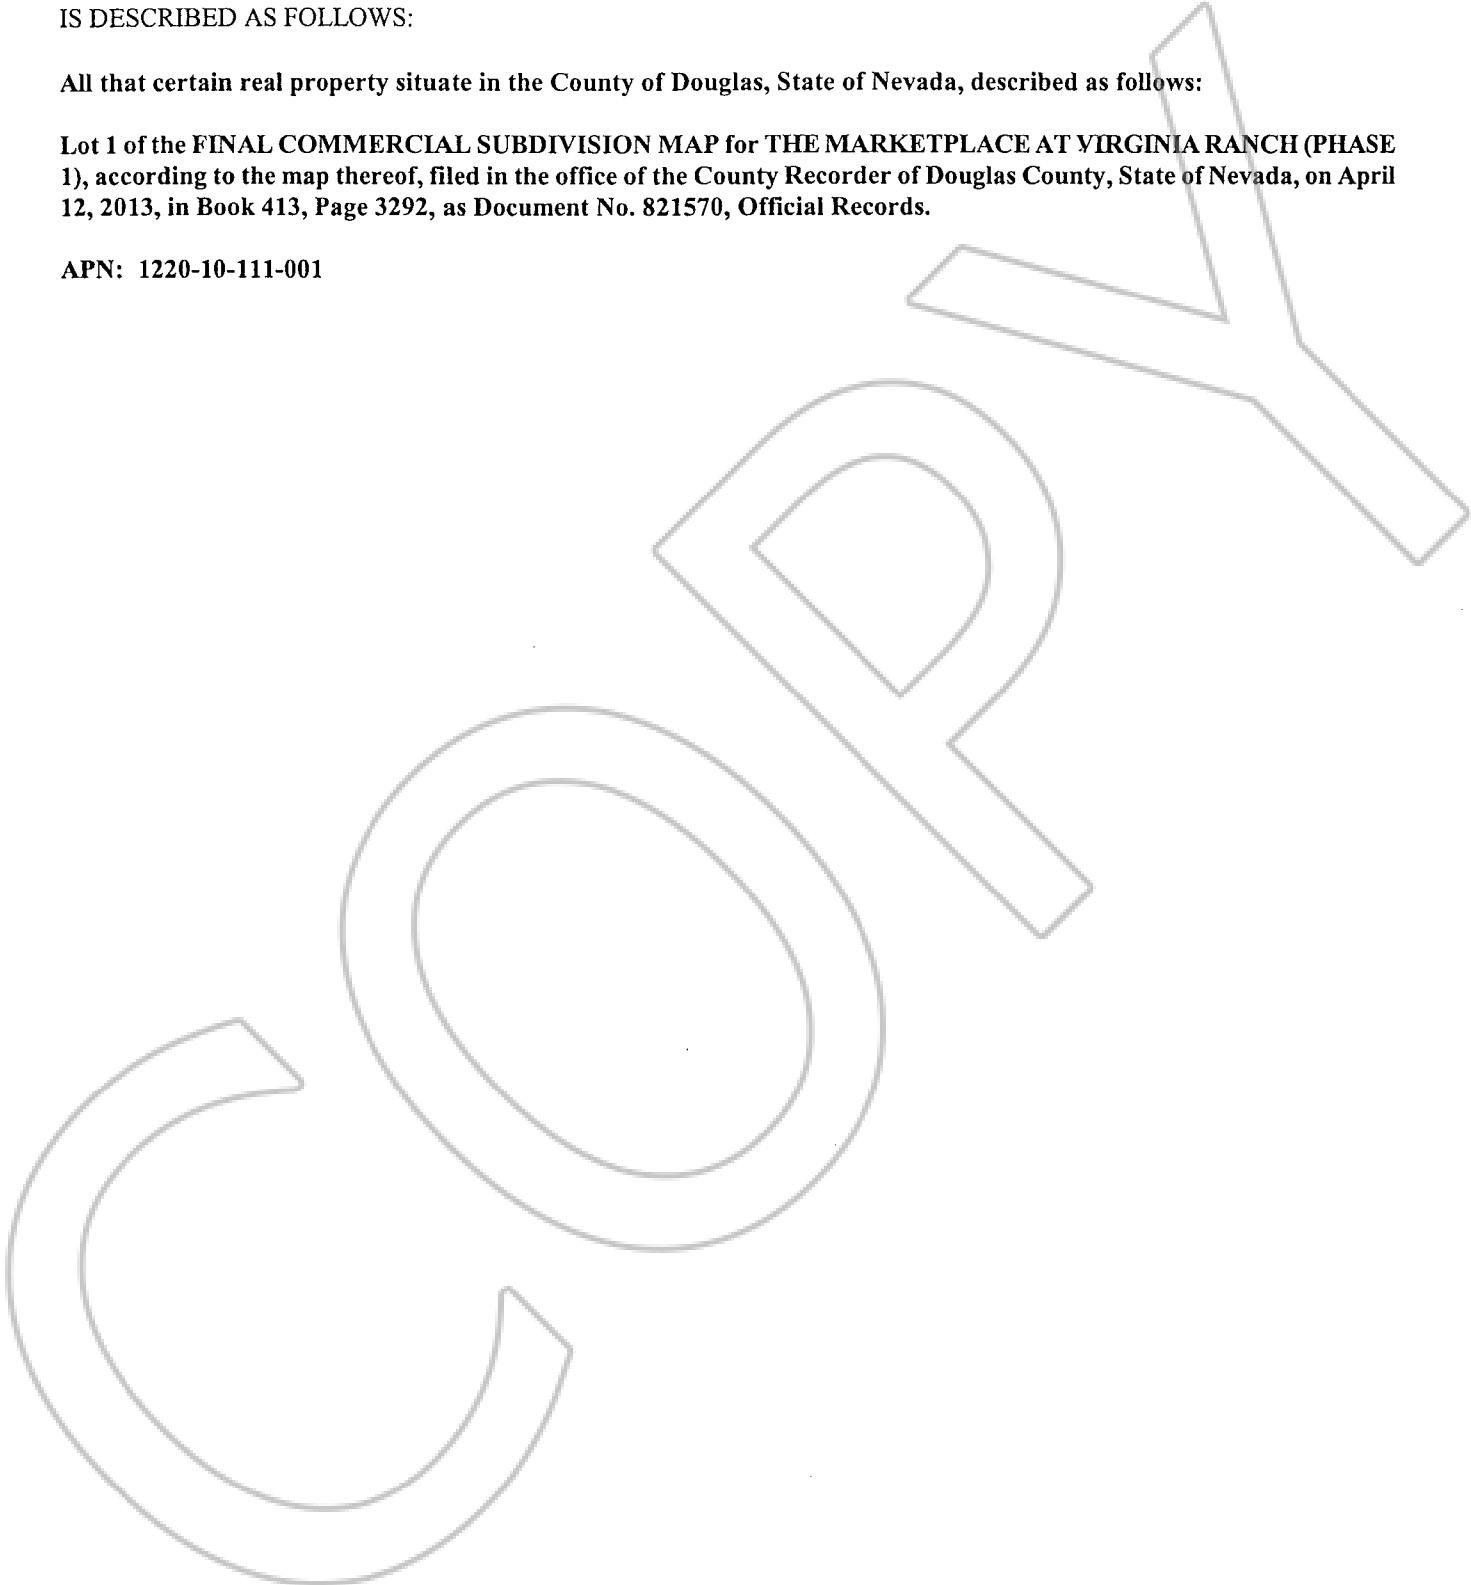 IS DESCRIBED AS FOLLOWS:
All that certain real property situate in the County of Douglas, State of Nevada, described as follows:
Lot 1 of the FINAL COMMERCIAL SUBDIVISION MAP for THE MARKETPLACE AT VIRGINIA RANCH (PHASE
1), according to the map thereof, filed in the office of the County Recorder of Douglas County, State of Nevada, on April
12, 2013, in Book 413, Page 3292, as Document No. 821570, Official Records.
APN: 1220-10-111-001
COPY